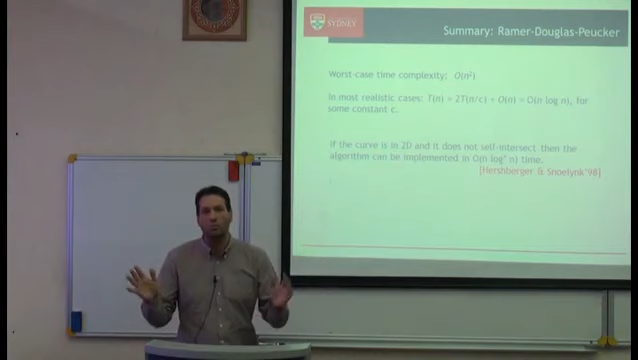 SYDNEY
Summary: Ramer-Douglas-Peucker
Worst-case time complexity: O(n²)
In most realistic cases: T(n) = 2T(n/c) + O(n) = O(n log n), for
some constant c.
If the curve is in 2D and it does not self-intersect then the
algorithm can be implemented in O(n log* n) time.
[Hershberger & Snoeyink'98]